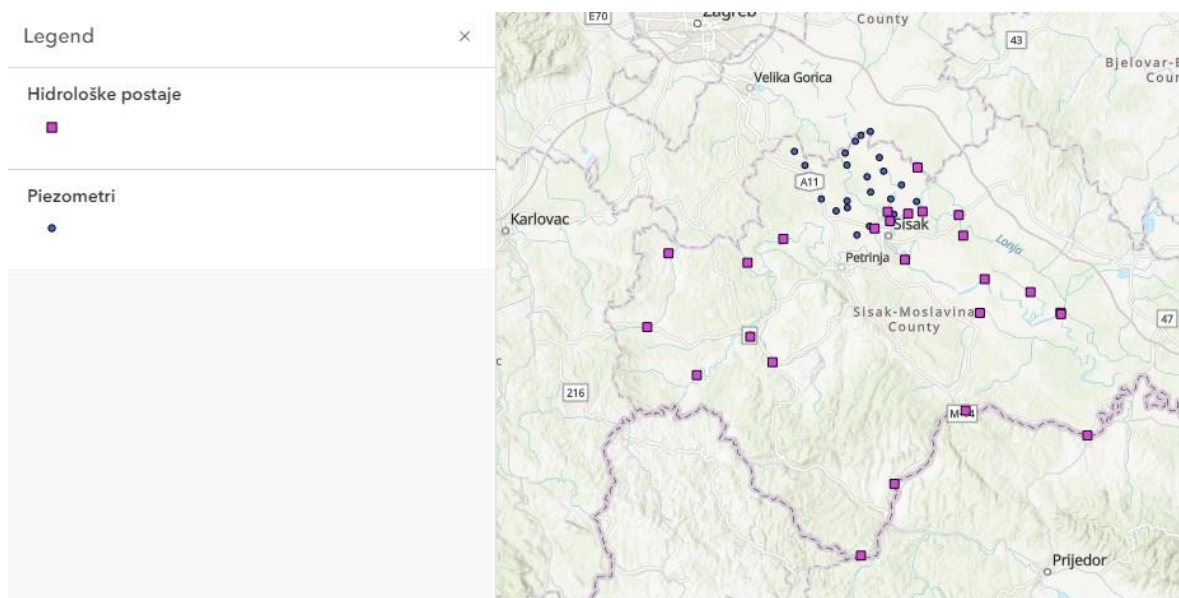 Legend
×
Hidrološke postaje
Piezometri
E70
Zagreb
County
43
Bjelovar-B
Coun
Velika Gorica
A11
Karlovac
Sisak
Lonja
Petrinja
Sisak-Moslavina
County
47
c
216
Prijedor